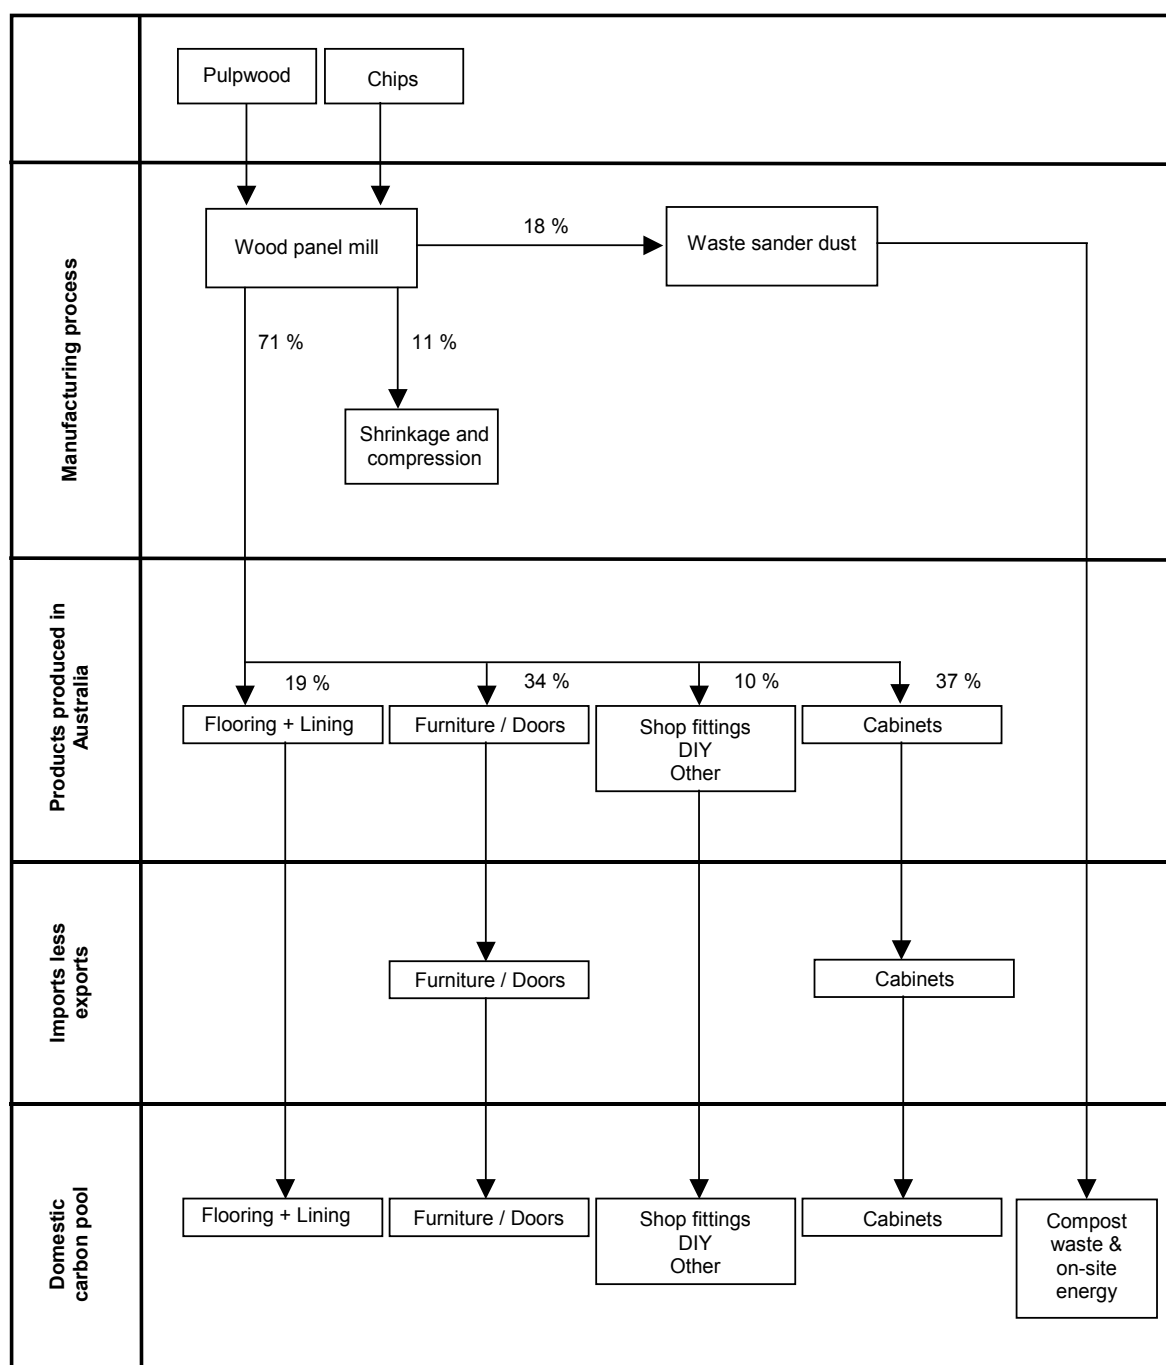 Pulpwood
Chips
Manufacturing process
Wood panel mill
18 %
Waste sander dust
71 %
11 %
Shrinkage and
compression
Products produced in
Australia
19 %
34 %
10 %
37 %
Flooring + Lining
Furniture / Doors
Shop fittings
DIY
Other
Cabinets
Imports less
exports
Furniture / Doors
Cabinets
Domestic
carbon pool
Flooring + Lining
Furniture / Doors
Shop fittings
DIY
Other
Cabinets
Compost
waste &
on-site
energy